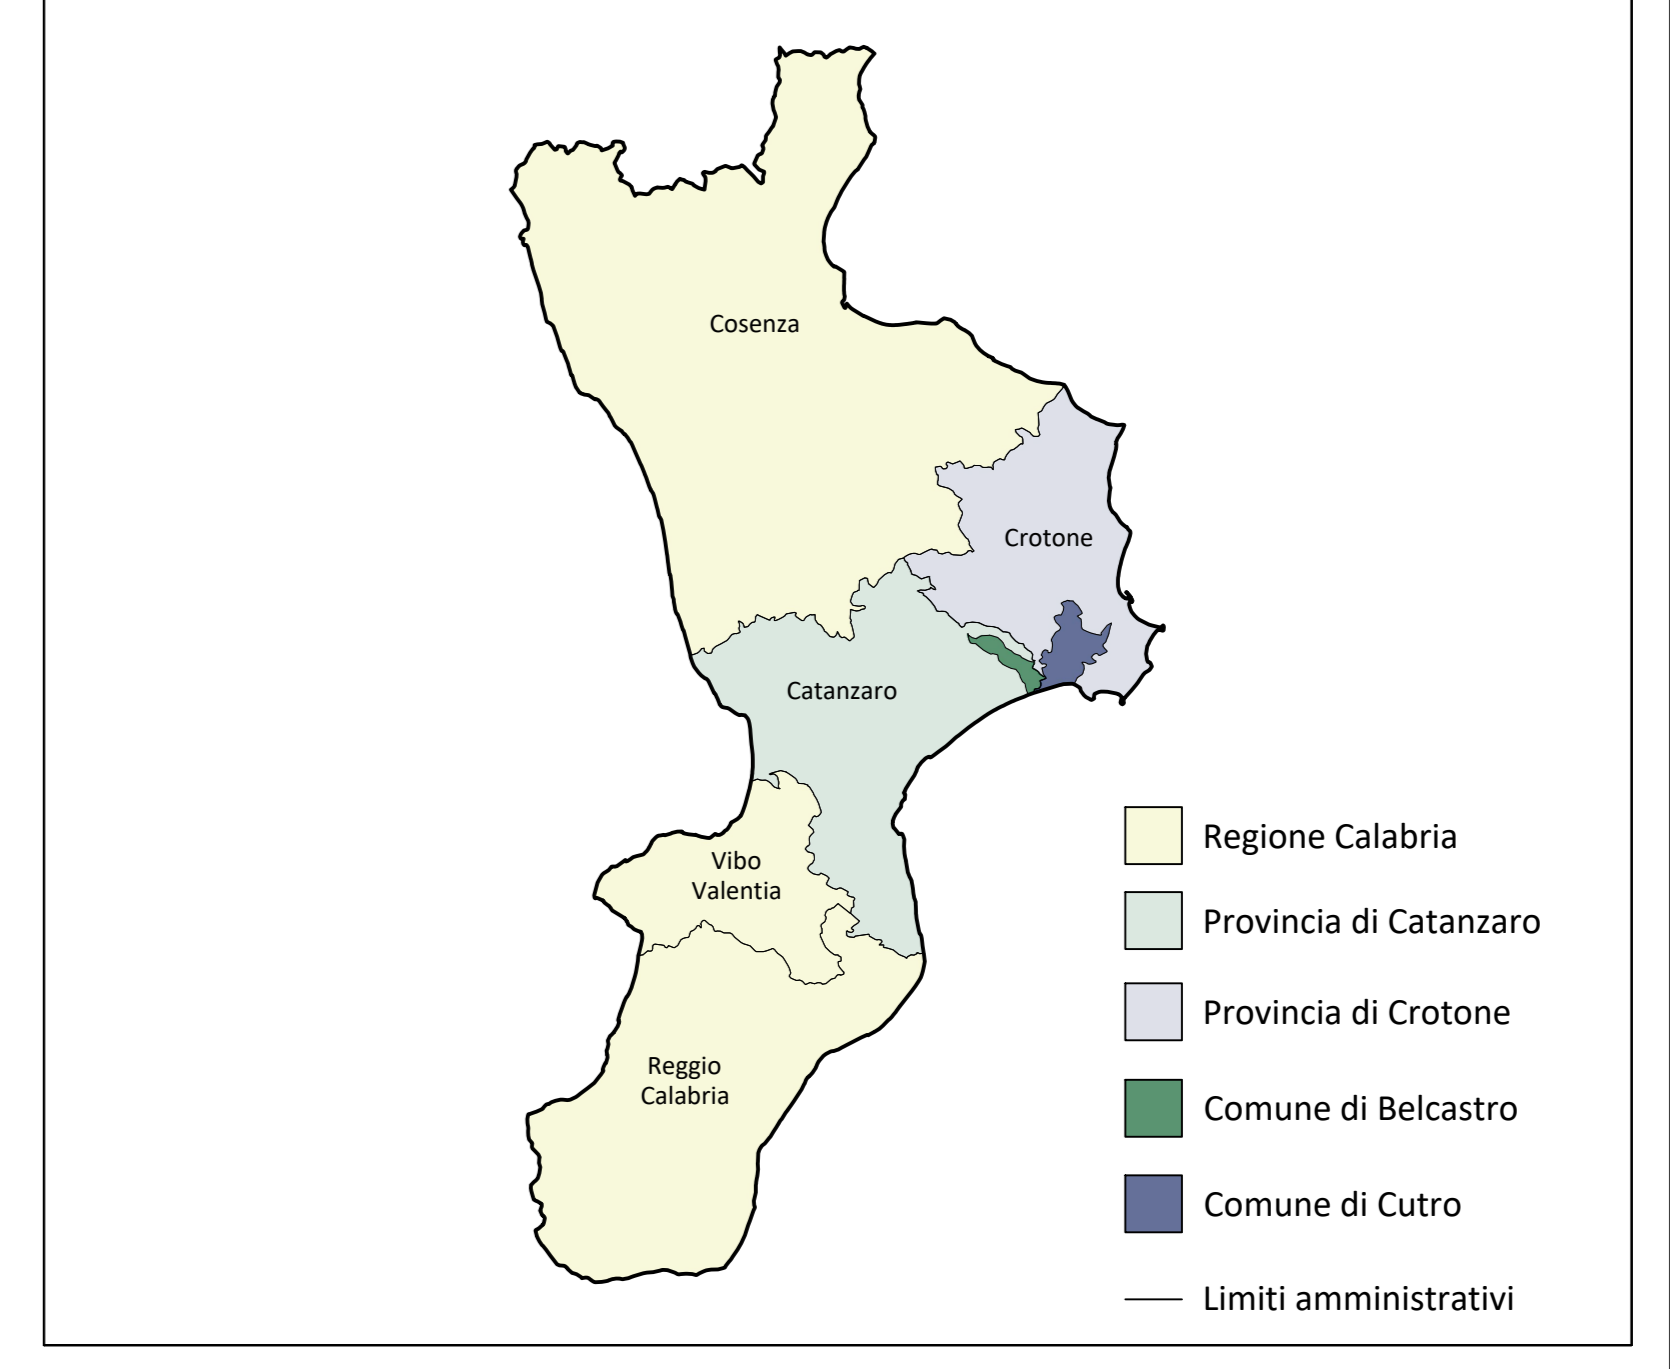 Cosenza
Crotone
Catanzaro
Vibo
Valentia
Reggio
Calabria
Regione Calabria
Provincia di Catanzaro
Provincia di Crotone
Comune di Belcastro
Comune di Cutro
Limiti amministrativi